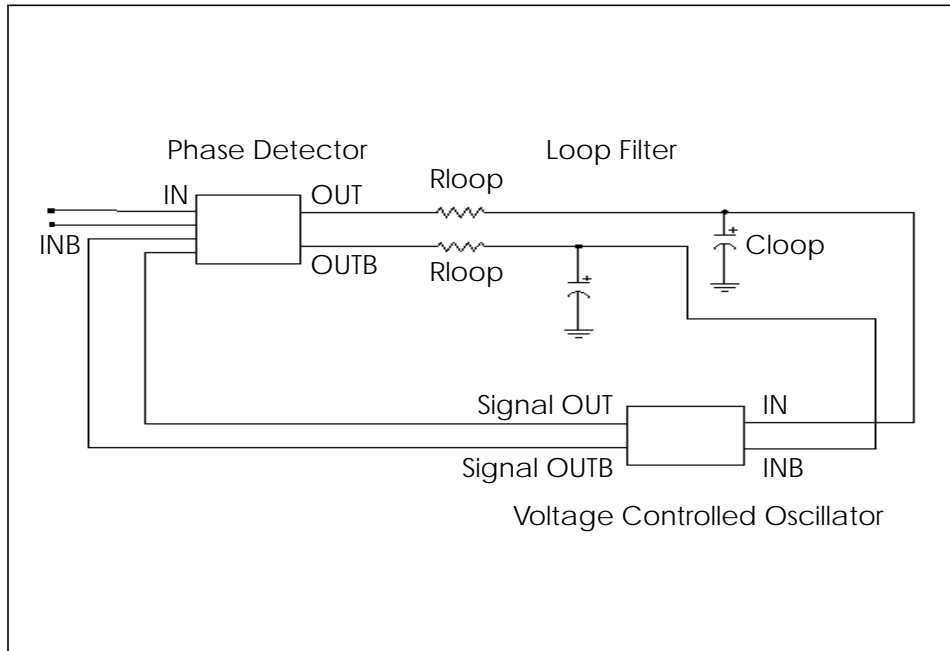 Phase Detector
Loop Filter
Rloop
IN
OUT
INB
OUTB
Rloop
Cloop
Signal OUT
IN
Signal OUTB
INB
Voltage Controlled Oscillator